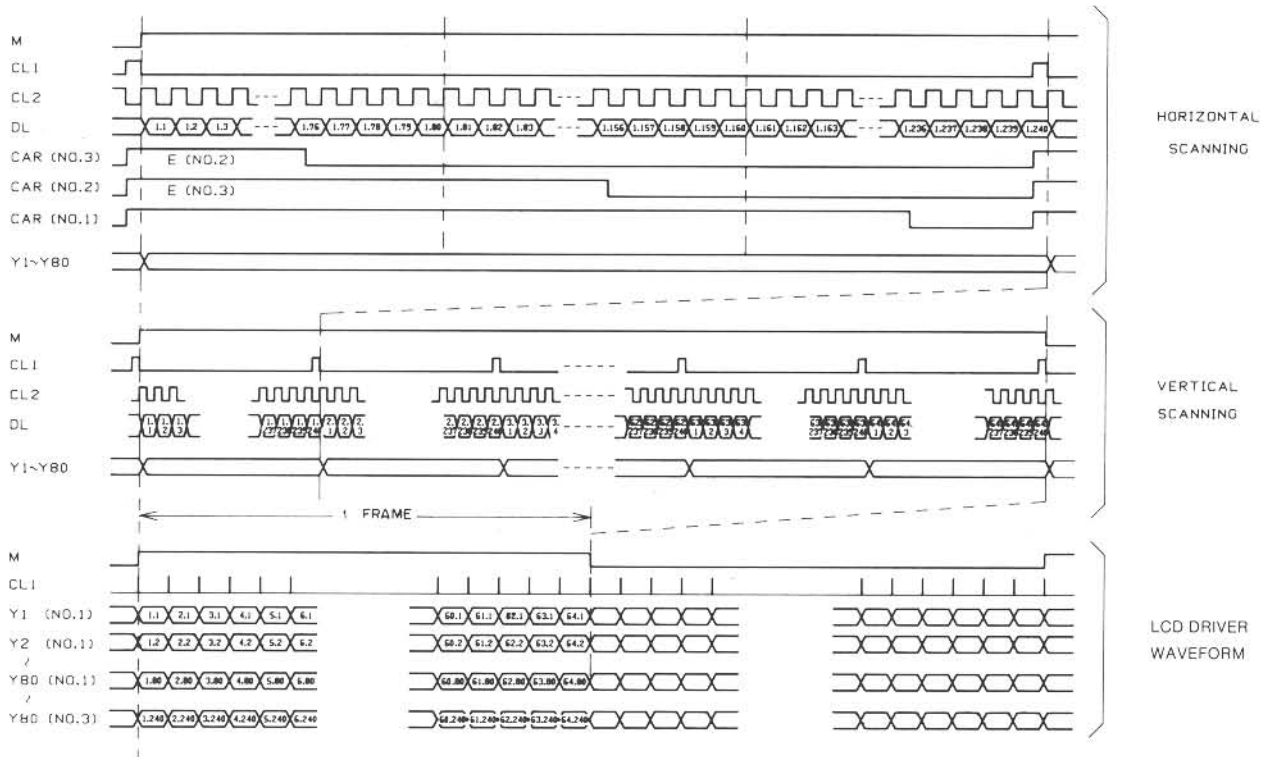 M
CL1
CL2
DL 1.1 1.2 1.3 1.76 1.77 1.78 1.79 1.80 1.81 1.82 1.83 1.156 1.157 1.158 1.159 1.160 1.161 1.162 1.163 1.236 1.237 1.238 1.239 1.240
CAR (NO.3) E (NO.2)
CAR (NO.2) E (NO.3)
CAR (NO.1)
Y1~Y80
HORIZONTAL
SCANNING
M
CL1
CL2
DL
Y1~Y80
VERTICAL
SCANNING
1 FRAME
M
CL1
Y1 (NO.1) 1.1 2.1 3.1 4.1 5.1 6.1 60.1 61.1 62.1 63.1 64.1
Y2 (NO.1) 1.2 2.2 3.2 4.2 5.2 6.2 60.2 61.2 62.2 63.2 64.2
Y80 (NO.1) 1.80 2.80 3.80 4.80 5.80 6.80 60.80 61.80 62.80 63.80 64.80
Y80 (NO.3) 1.240 2.240 3.240 4.240 5.240 6.240 60.240 61.240 62.240 63.240 64.240
LCD DRIVER
WAVEFORM